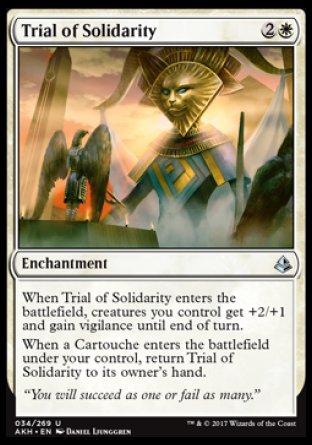 Trial of Solidarity 2
Enchantment
When Trial of Solidarity enters the
battlefield, creatures you control get +2/+1
and gain vigilance until end of turn.
When a Cartouche enters the battlefield
under your control, return Trial of
Solidarity to its owner's hand.
"You will succeed as one or fail as many."
034/269 U
AKH • EN Daniel Ljunggren
™ & © 2017 Wizards of the Coast